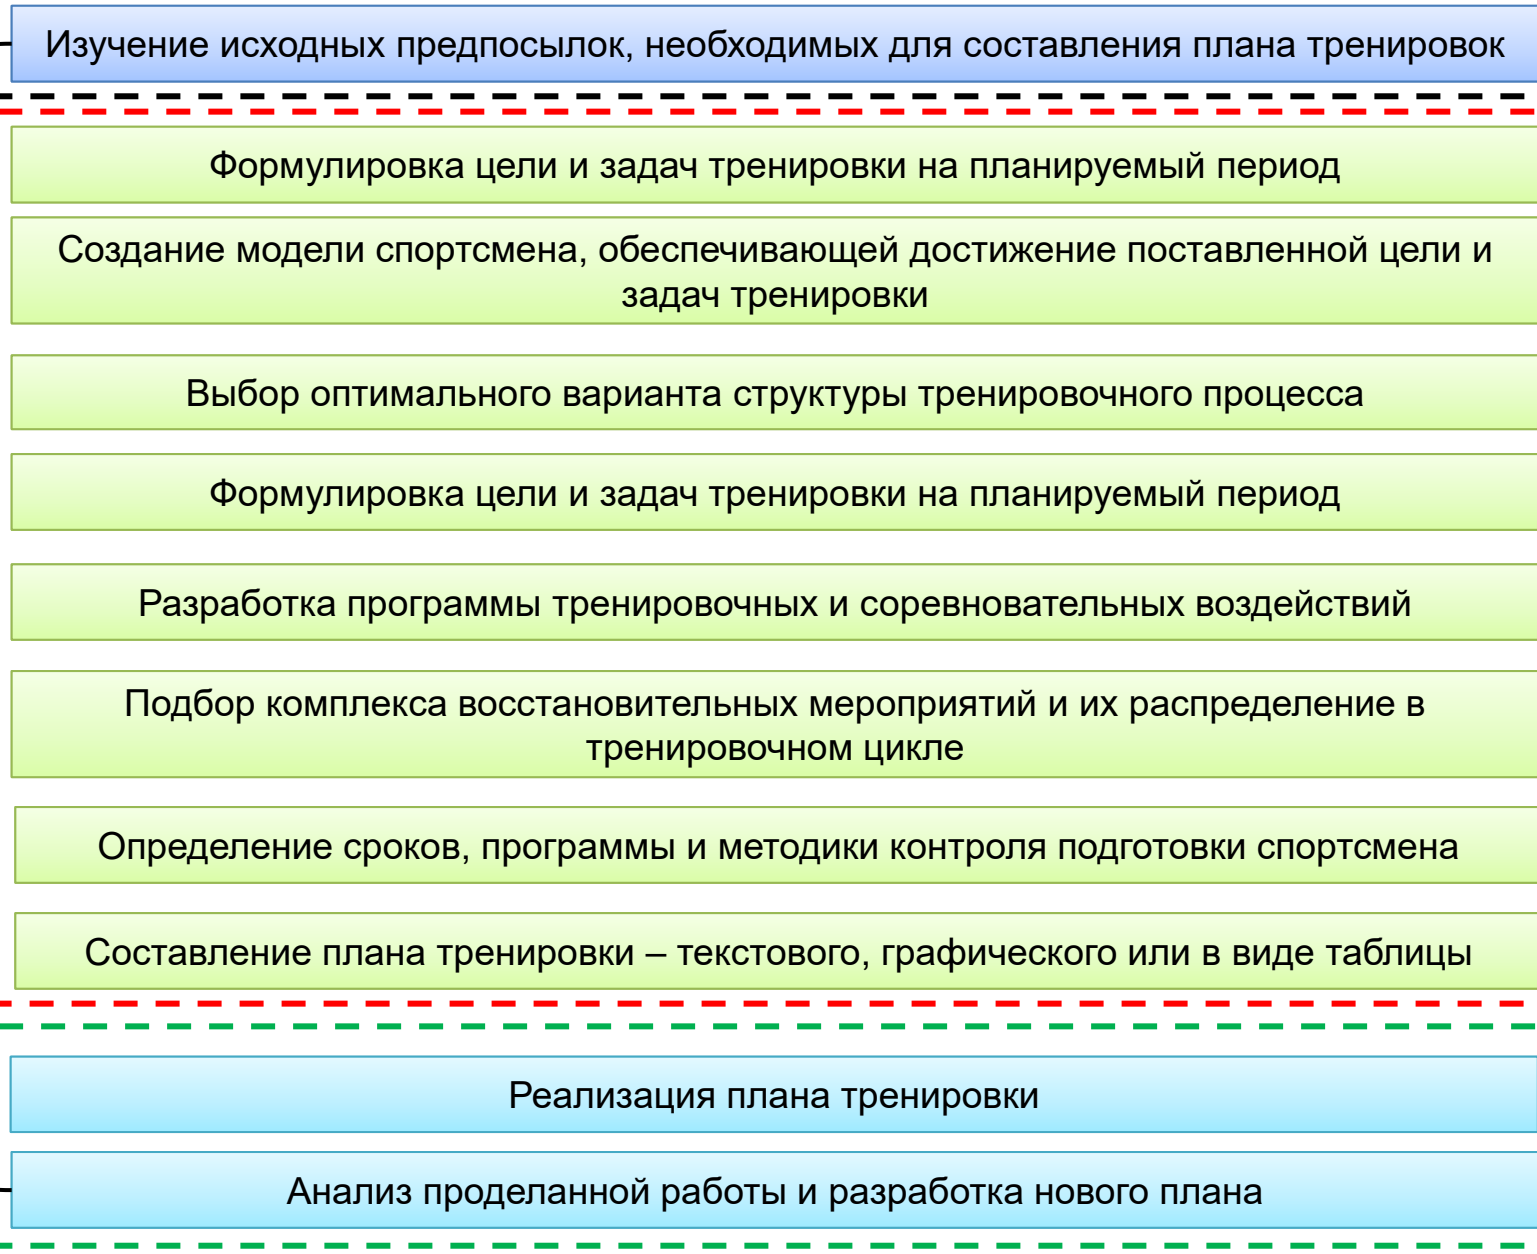 Изучение исходных предпосылок, необходимых для составления плана тренировок
Формулировка цели и задач тренировки на планируемый период
Создание модели спортсмена, обеспечивающей достижение поставленной цели и
задач тренировки
Выбор оптимального варианта структуры тренировочного процесса
Формулировка цели и задач тренировки на планируемый период
Разработка программы тренировочных и соревновательных воздействий
Подбор комплекса восстановительных мероприятий и их распределение в
тренировочном цикле
Определение сроков, программы и методики контроля подготовки спортсмена
Составление плана тренировки – текстового, графического или в виде таблицы
Реализация плана тренировки
Анализ проделанной работы и разработка нового плана